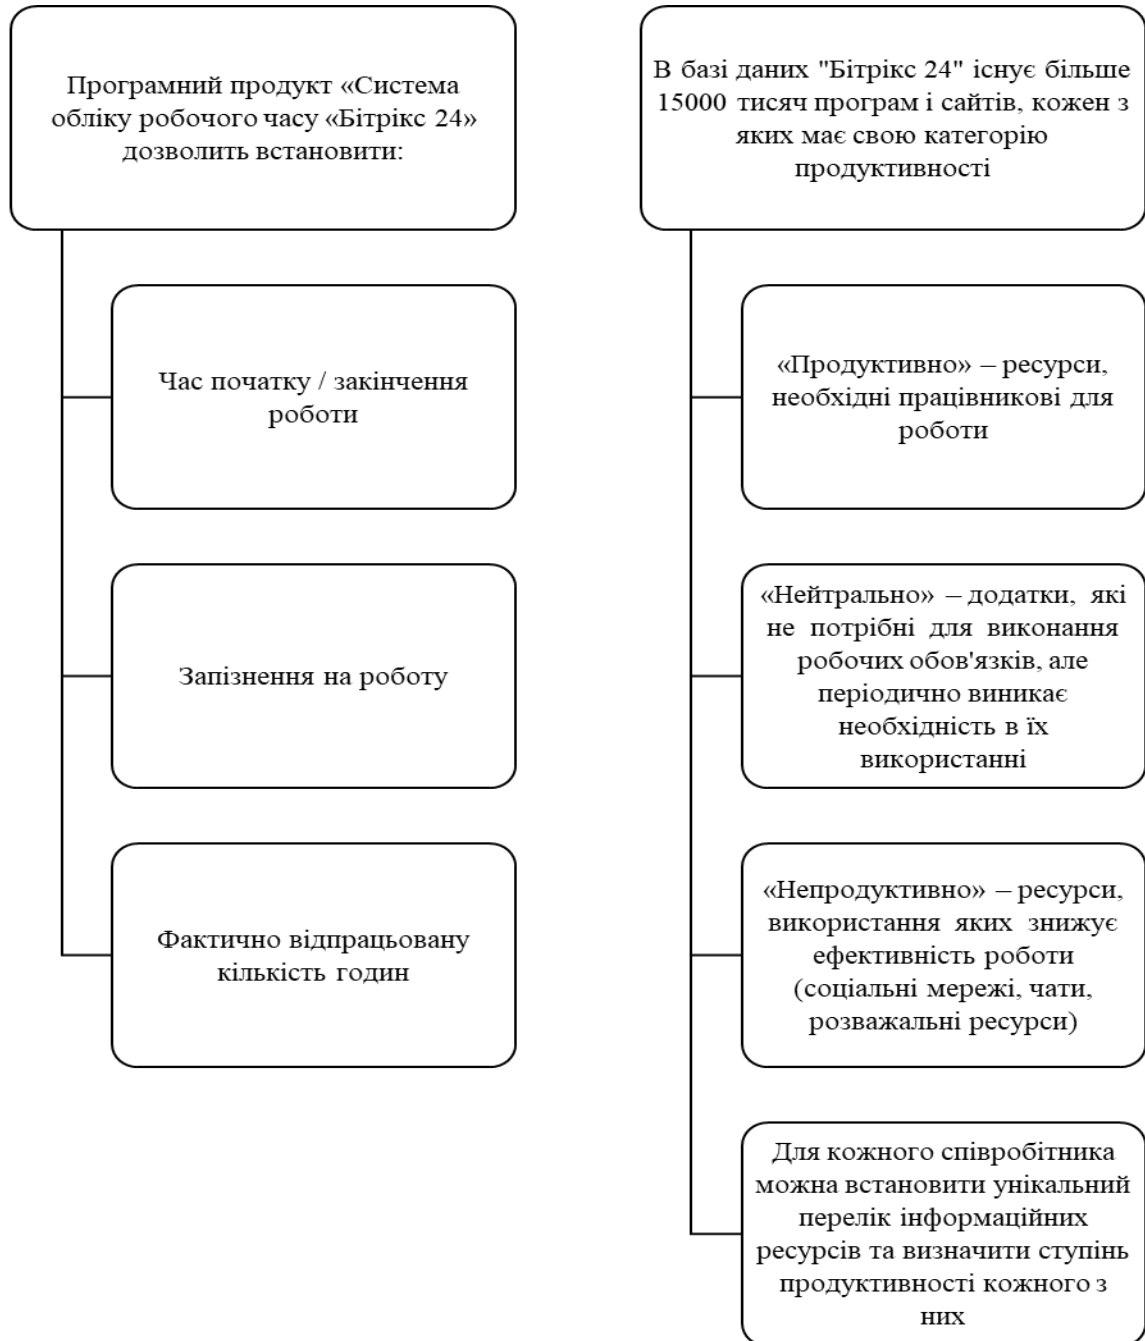 Програмний продукт «Система
обліку робочого часу «Бітрікс 24»
дозволить встановити:
Час початку / закінчення
роботи
Запізнення на роботу
Фактично відпрацьовану
кількість годин
В базі даних "Бітрікс 24" існує більше
15000 тисяч програм і сайтів, кожен з
яких має свою категорію
продуктивності
«Продуктивно» – ресурси,
необхідні працівникові для
роботи
«Нейтрально» – додатки, які
не потрібні для виконання
робочих обов'язків, але
періодично виникає
необхідність в їх
використанні
«Непродуктивно» – ресурси,
використання яких знижує
ефективність роботи
(соціальні мережі, чати,
розважальні ресурси)
Для кожного співробітника
можна встановити унікальний
перелік інформаційних
ресурсів та визначити ступінь
продуктивності кожного з
них